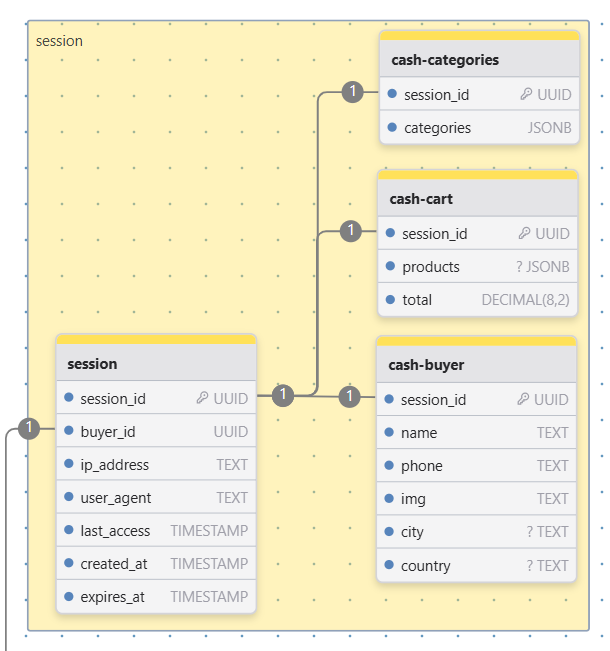 session
cash-categories
session_id UUID
categories JSONB
1
cash-cart
session_id UUID
products ? JSONB
total DECIMAL(8,2)
1
session
session_id UUID
buyer_id UUID
ip_address TEXT
user_agent TEXT
last_access TIMESTAMP
created_at TIMESTAMP
expires_at TIMESTAMP
1
1
1
cash-buyer
session_id UUID
name TEXT
phone TEXT
img TEXT
city ? TEXT
country ? TEXT